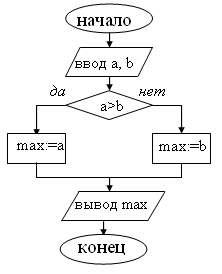 начало
ввод a, b
a>b
да
нет
max:=a
max:=b
вывод max
конец